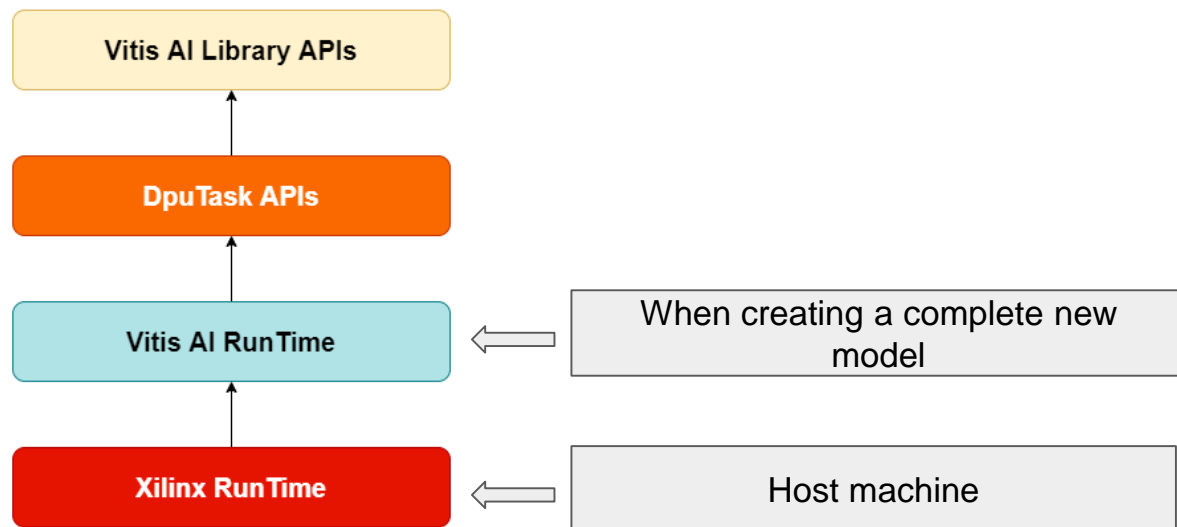 Vitis AI Library APIs
DpuTask APIs
Vitis AI RunTime
When creating a complete new
model
Xilinx RunTime
Host machine